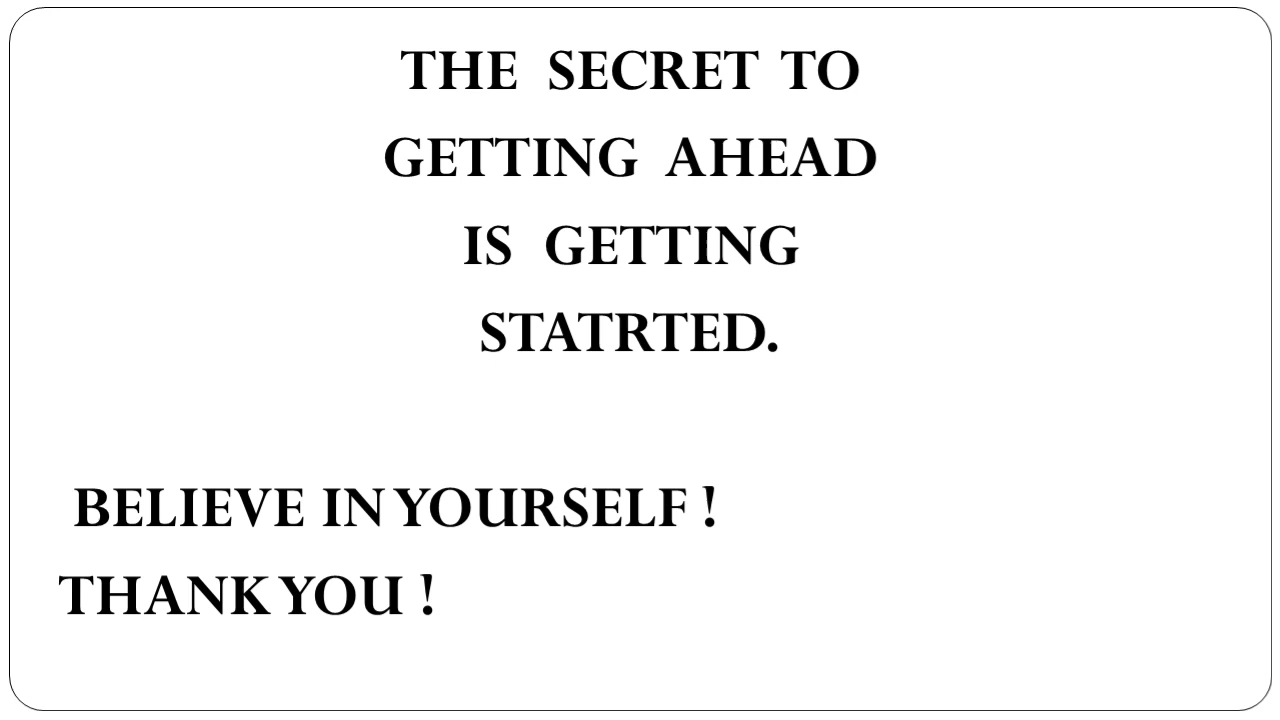 THE SECRET TO
GETTING AHEAD
IS GETTING
STATRTED.
BELIEVE IN YOURSELF !
THANK YOU !